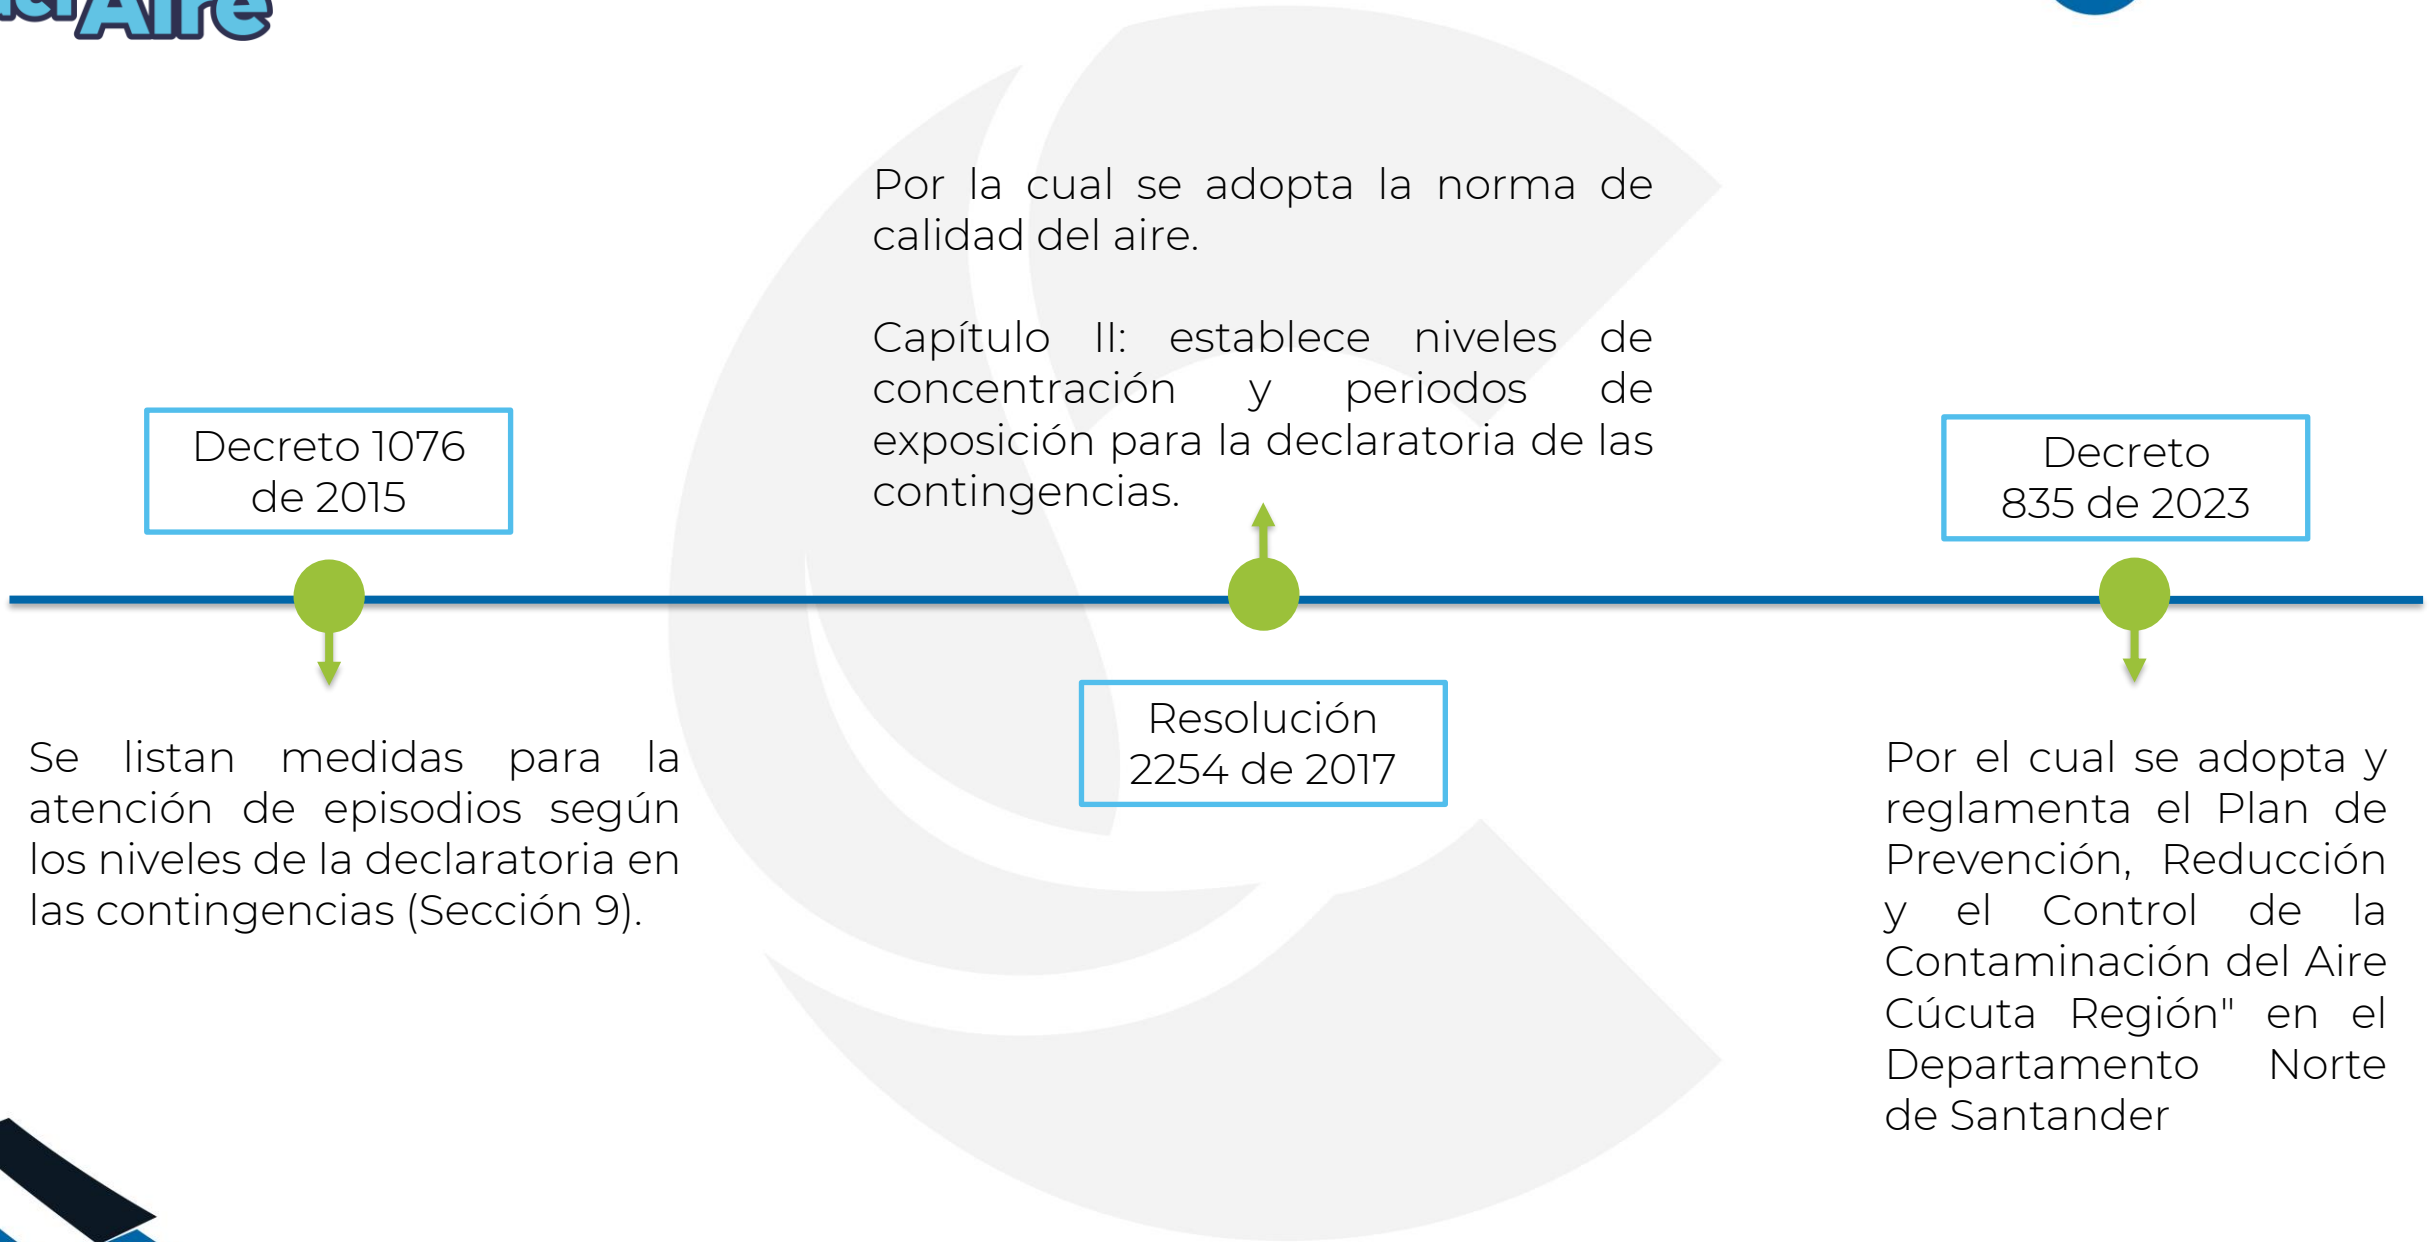 Aire
Por la cual se adopta la norma de
calidad del aire.
Capítulo II: establece niveles de
concentración y periodos de
exposición para la declaratoria de las
contingencias.
Decreto 1076
de 2015
Decreto
835 de 2023
Resolución
2254 de 2017
Se listan medidas para la
atención de episodios según
los niveles de la declaratoria en
las contingencias (Sección 9).
Por el cual se adopta y
reglamenta el Plan de
Prevención, Reducción
y el Control de la
Contaminación del Aire
Cúcuta Región" en el
Departamento Norte
de Santander